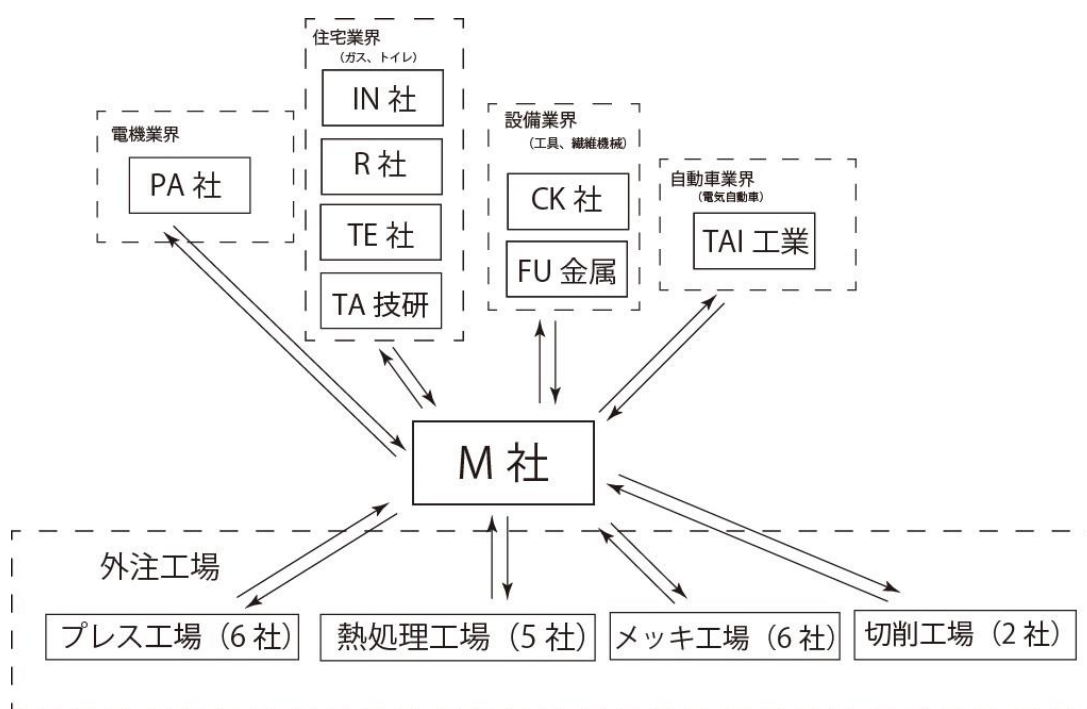 電機業界
PA 社
住宅業界
（ガス、トイレ）
IN 社
R 社
TE 社
TA 技研
設備業界
（工具、繊維機械）
CK 社
FU 金属
自動車業界
（電気自動車）
TAI 工業
M 社
外注工場
プレス工場（6 社）
熱処理工場（5 社）
メッキ工場（6 社）
切削工場（2 社）